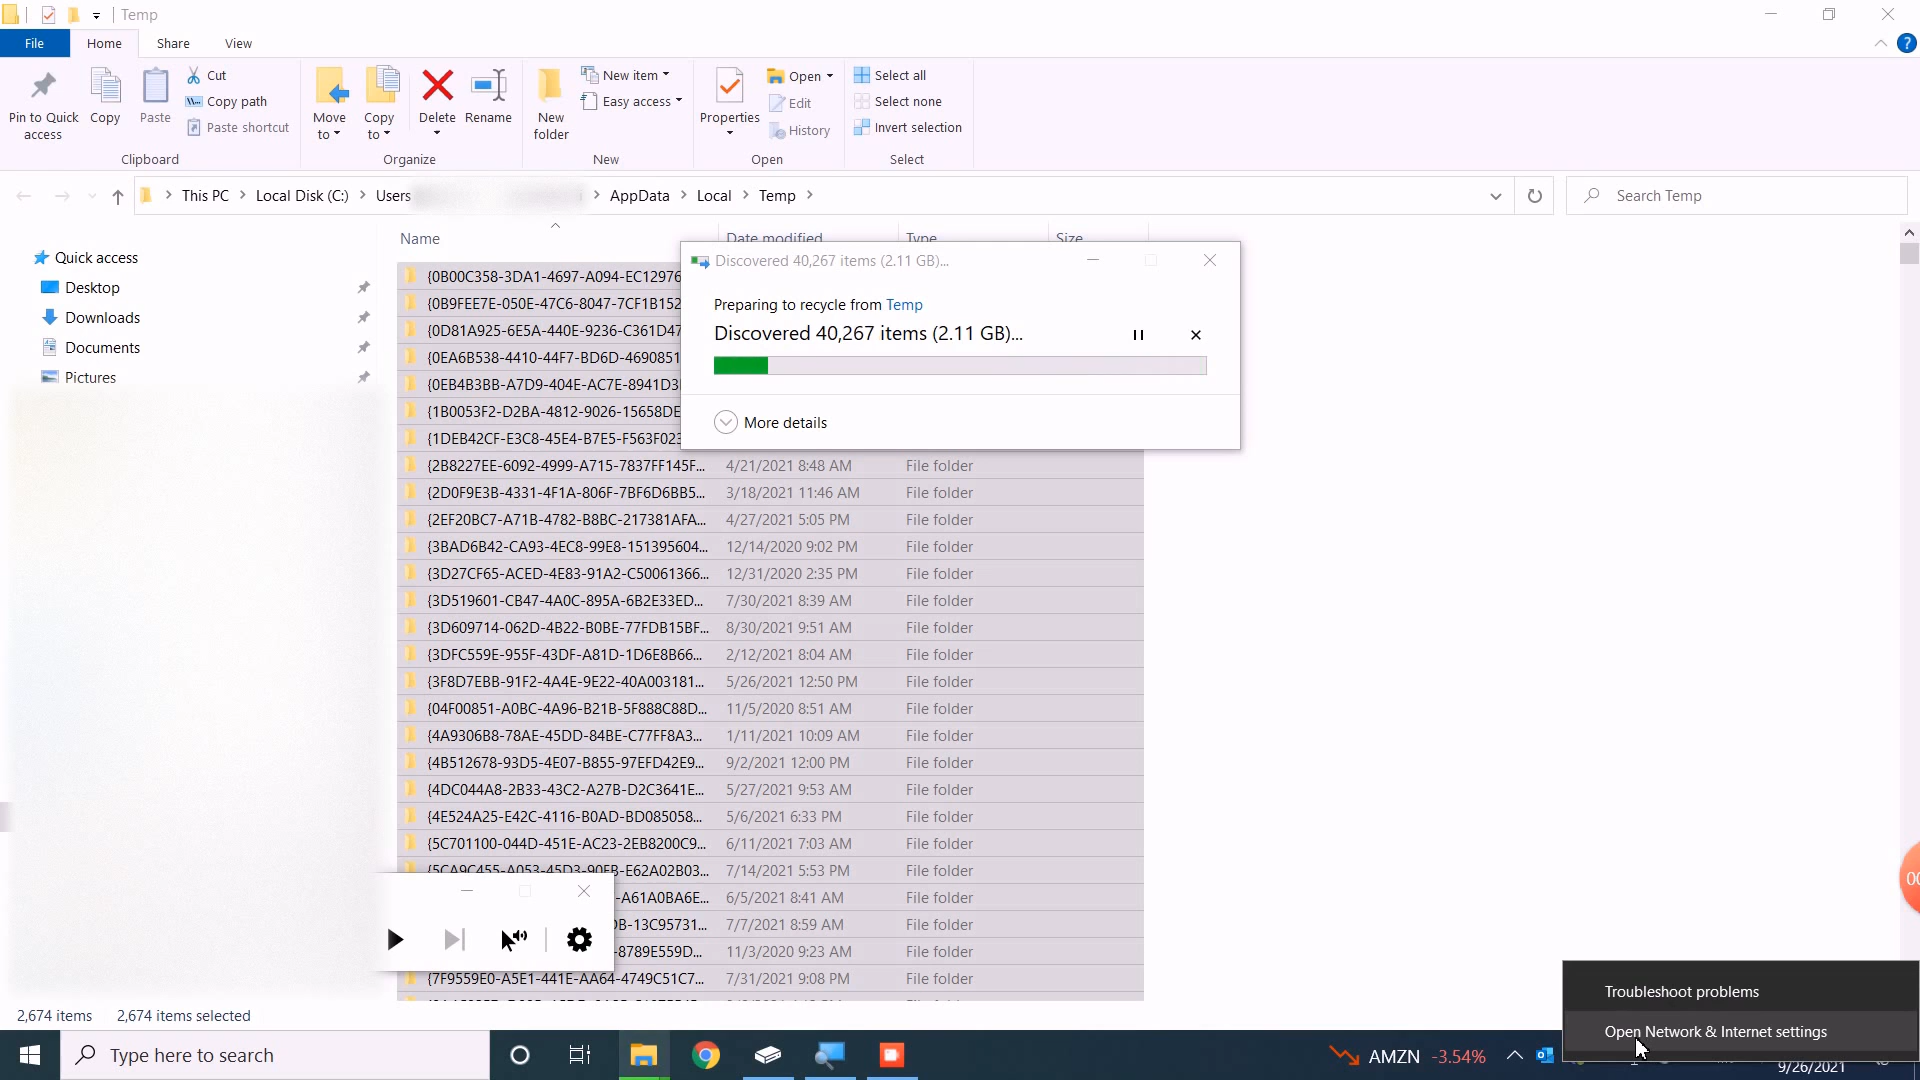 Temp
File Home Share View
Pin to Quick access
Copy
Paste
Cut
Copy path
Paste shortcut
Clipboard
Move to
Copy to
Delete
Rename
Organize
New folder
New item
Easy access
New
Properties
Open
Edit
History
Open
Select all
Select none
Invert selection
Select
This PC > Local Disk (C:) > Users > AppData > Local > Temp >
Search Temp
Quick access
Desktop
Downloads
Documents
Pictures
Name Date modified Type Size
{0B00C358-3DA1-4697-A094-EC12976
{0B9FEE7E-050E-47C6-8047-7CF1B152
{0D81A925-6E5A-440E-9236-C361D47
{0EA6B538-4410-44F7-BD6D-4690851
{0EB4B3BB-A7D9-404E-AC7E-8941D3
{1B0053F2-D2BA-4812-9026-15658DE
{1DEB42CF-E3C8-45E4-B7E5-F563F023
{2B8227EE-6092-4999-A715-7837FF145F... 4/21/2021 8:48 AM File folder
{2D0F9E3B-4331-4F1A-806F-7BF6D6BB5... 3/18/2021 11:46 AM File folder
{2EF20BC7-A71B-4782-B8BC-217381AFA... 4/27/2021 5:05 PM File folder
{3BAD6B42-CA93-4EC8-99E8-151395604... 12/14/2020 9:02 PM File folder
{3D27CF65-ACED-4E83-91A2-C50061366... 12/31/2020 2:35 PM File folder
{3D519601-CB47-4A0C-895A-6B2E33ED... 7/30/2021 8:39 AM File folder
{3D609714-062D-4B22-B0BE-77FDB15BF... 8/30/2021 9:51 AM File folder
{3DFC559E-955F-43DF-A81D-1D6E8B66... 2/12/2021 8:04 AM File folder
{3F8D7EBB-91F2-4A4E-9E22-40A003181... 5/26/2021 12:50 PM File folder
{04F00851-A0BC-4A96-B21B-5F888C88D... 11/5/2020 8:51 AM File folder
{4A9306B8-78AE-45DD-84BE-C77FF8A3... 1/11/2021 10:09 AM File folder
{4B512678-93D5-4E07-B855-97EFD42E9... 9/2/2021 12:00 PM File folder
{4DC044A8-2B33-43C2-A27B-D2C3641E... 5/27/2021 9:53 AM File folder
{4E524A25-E42C-4116-B0AD-BD085058... 5/6/2021 6:33 PM File folder
{5C701100-044D-451E-AC23-2EB8200C9... 6/11/2021 7:03 AM File folder
{5CA9C455-A053-45D3-90FB-E62A02B03... 7/14/2021 5:53 PM File folder
-A61A0BA6E... 6/5/2021 8:41 AM File folder
DB-13C95731... 7/7/2021 8:59 AM File folder
-8789E559D... 11/3/2020 9:23 AM File folder
{7F9559E0-A5E1-441E-AA64-4749C51C7... 7/31/2021 9:08 PM File folder
Discovered 40,267 items (2.11 GB)...
Preparing to recycle from Temp
Discovered 40,267 items (2.11 GB)...
More details
2,674 items 2,674 items selected
Troubleshoot problems
Open Network & Internet settings
Type here to search
AMZN -3.54%
9/26/2021